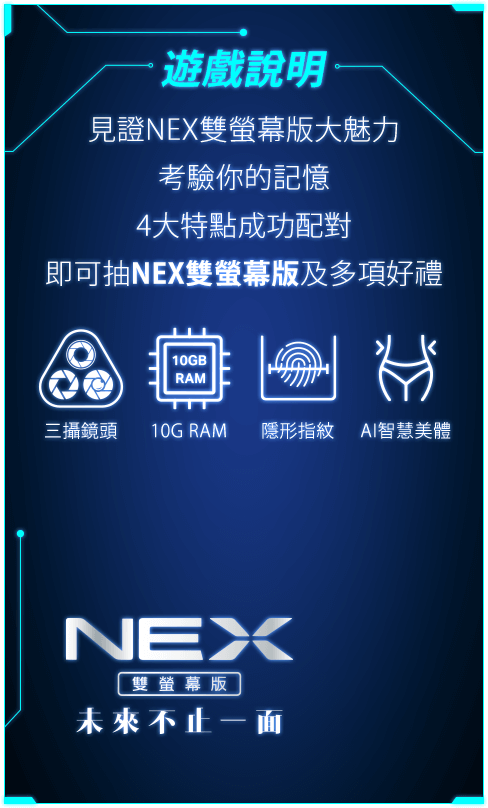 遊戲說明
見證NEX雙螢幕版大魅力
考驗你的記憶
4大特點成功配對
即可抽NEX雙螢幕版及多項好禮
10GB
RAM
三攝鏡頭
10G RAM
隱形指紋
AI智慧美體
NEX
雙螢幕版
未來不止一面